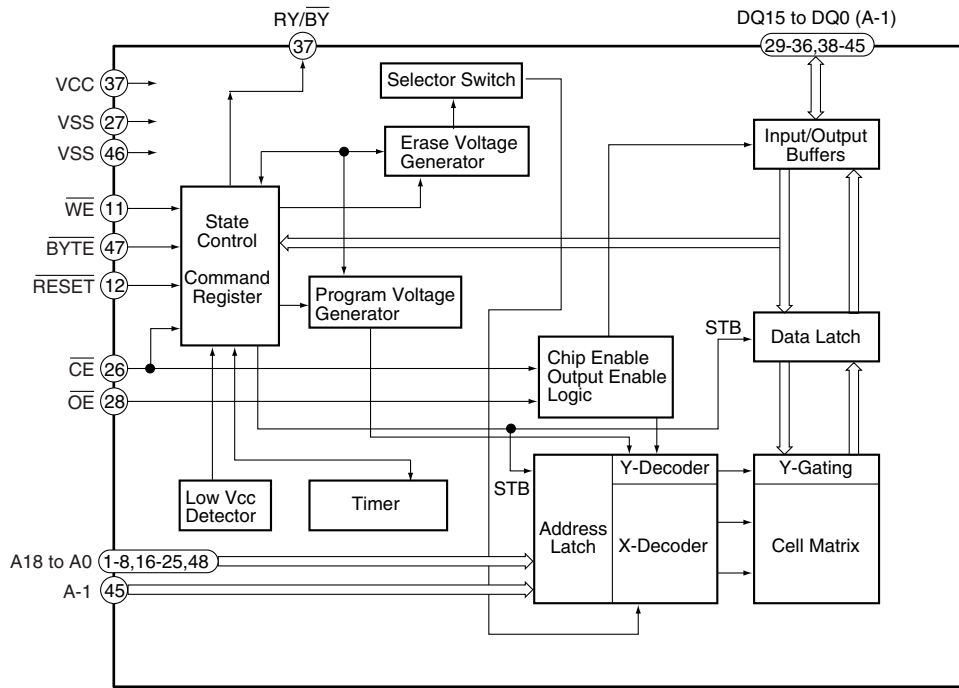 RY/BY
37
DQ15 to DQ0 (A-1)
29-36,38-45
VCC 37
VSS 27
VSS 46
WE 11
BYTE 47
RESET 12
CE 26
OE 28
Selector Switch
Erase Voltage
Generator
Input/Output
Buffers
State
Control
Command
Register
Program Voltage
Generator
STB
Data Latch
Chip Enable
Output Enable
Logic
STB
Low Vcc
Detector
Timer
Address
Latch
Y-Decoder
X-Decoder
Y-Gating
Cell Matrix
A18 to A0 1-8,16-25,48
A-1 45